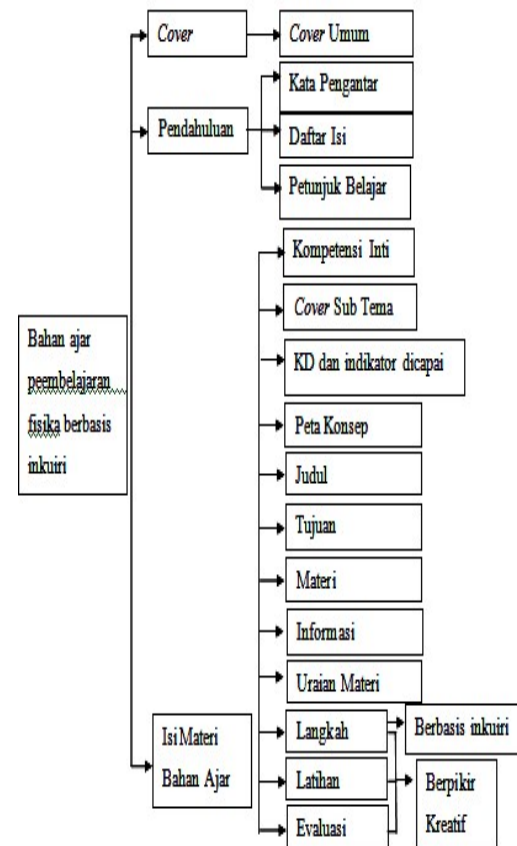 Cover
Cover Umum
Pendahuluan
Kata Pengantar
Daftar Isi
Petunjuk Belajar
Bahan ajar
peembelajaran
fisika berbasis
inkuiri
Isi Materi
Bahan Ajar
Kompetensi Inti
Cover Sub Tema
KD dan indikator dicapai
Peta Konsep
Judul
Tujuan
Materi
Informasi
Uraian Materi
Langkah
Latihan
Evaluasi
Berbasis inkuiri
Berpikir
Kreatif